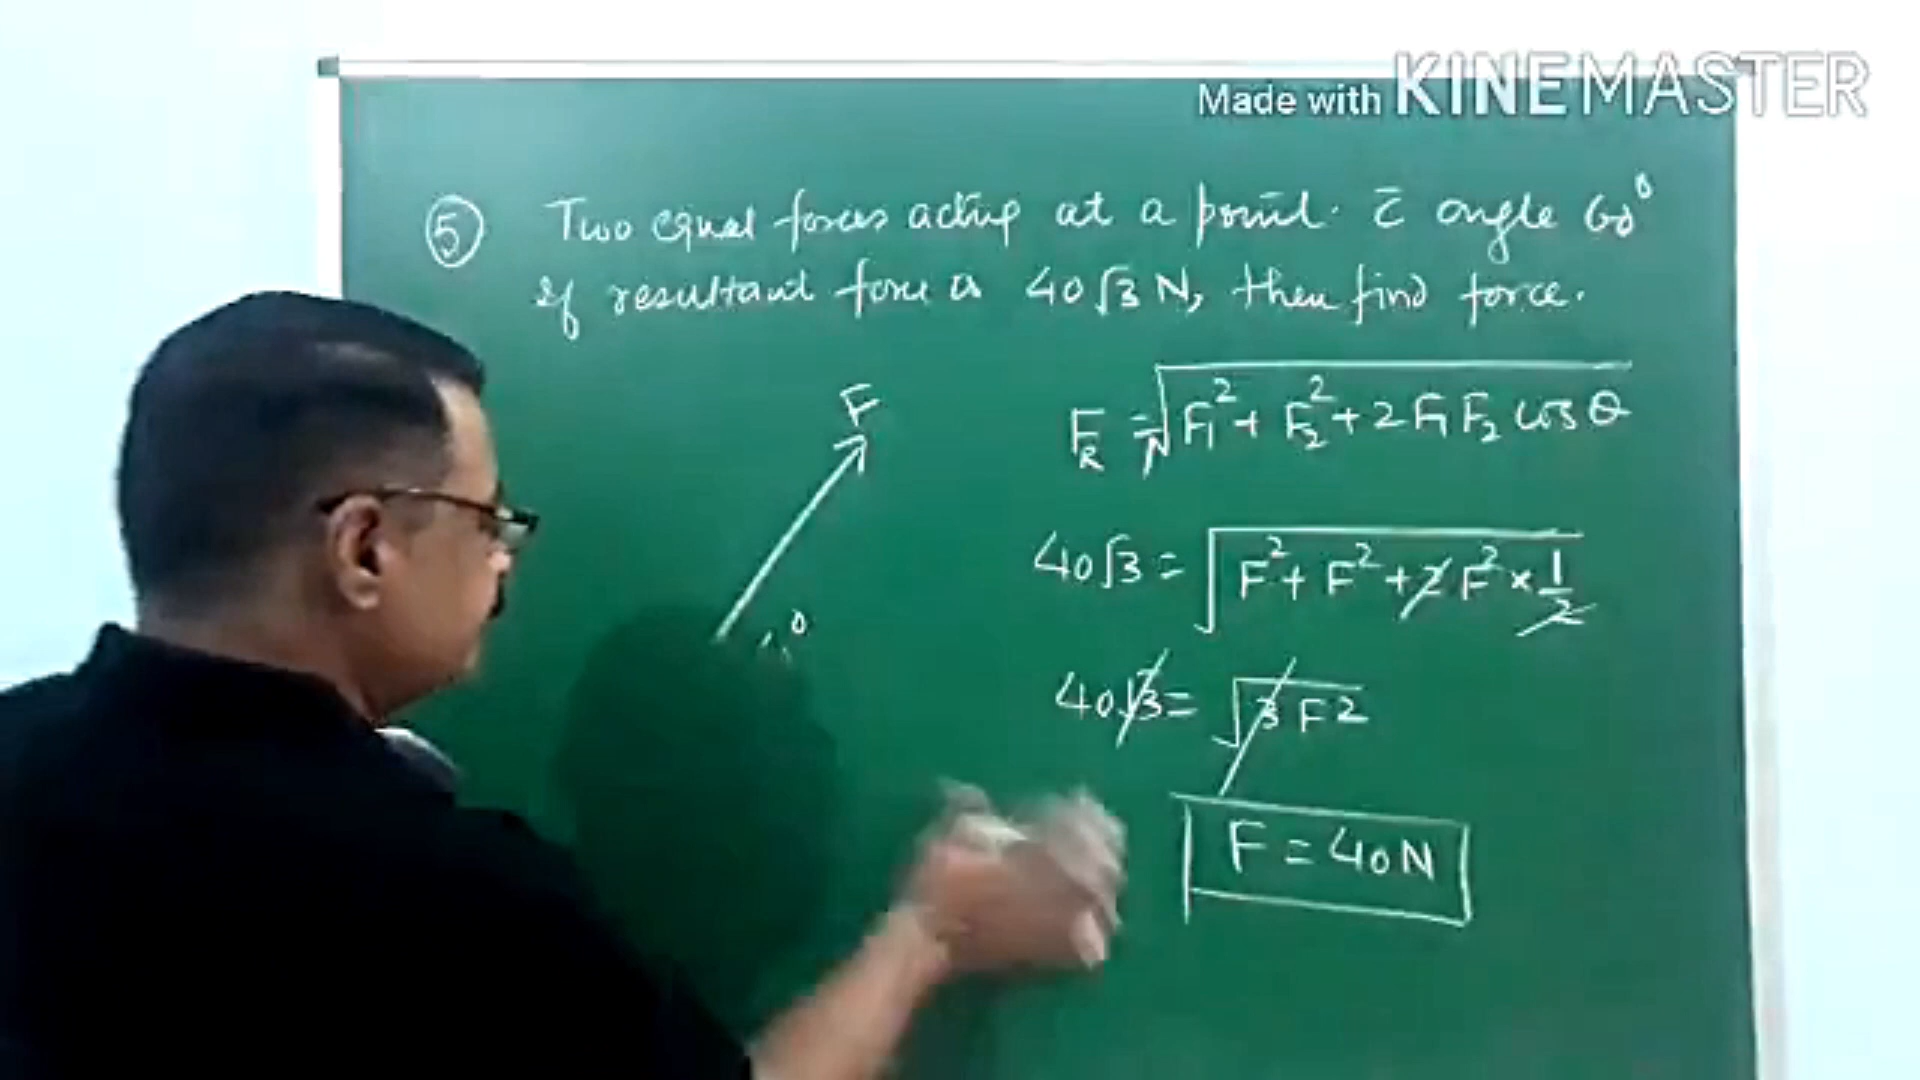 Made with KINEMASTER
⑤ Two equal forces acting at a point. c̄ angle 60°
If resultant force is 40√3 N, then find force.
F
F_R = √(F₁² + F₂² + 2F₁F₂ cos θ)
40√3 = √(F² + F² + 2F² × 1/2)
40√3 = √(3F²)
F = 40N